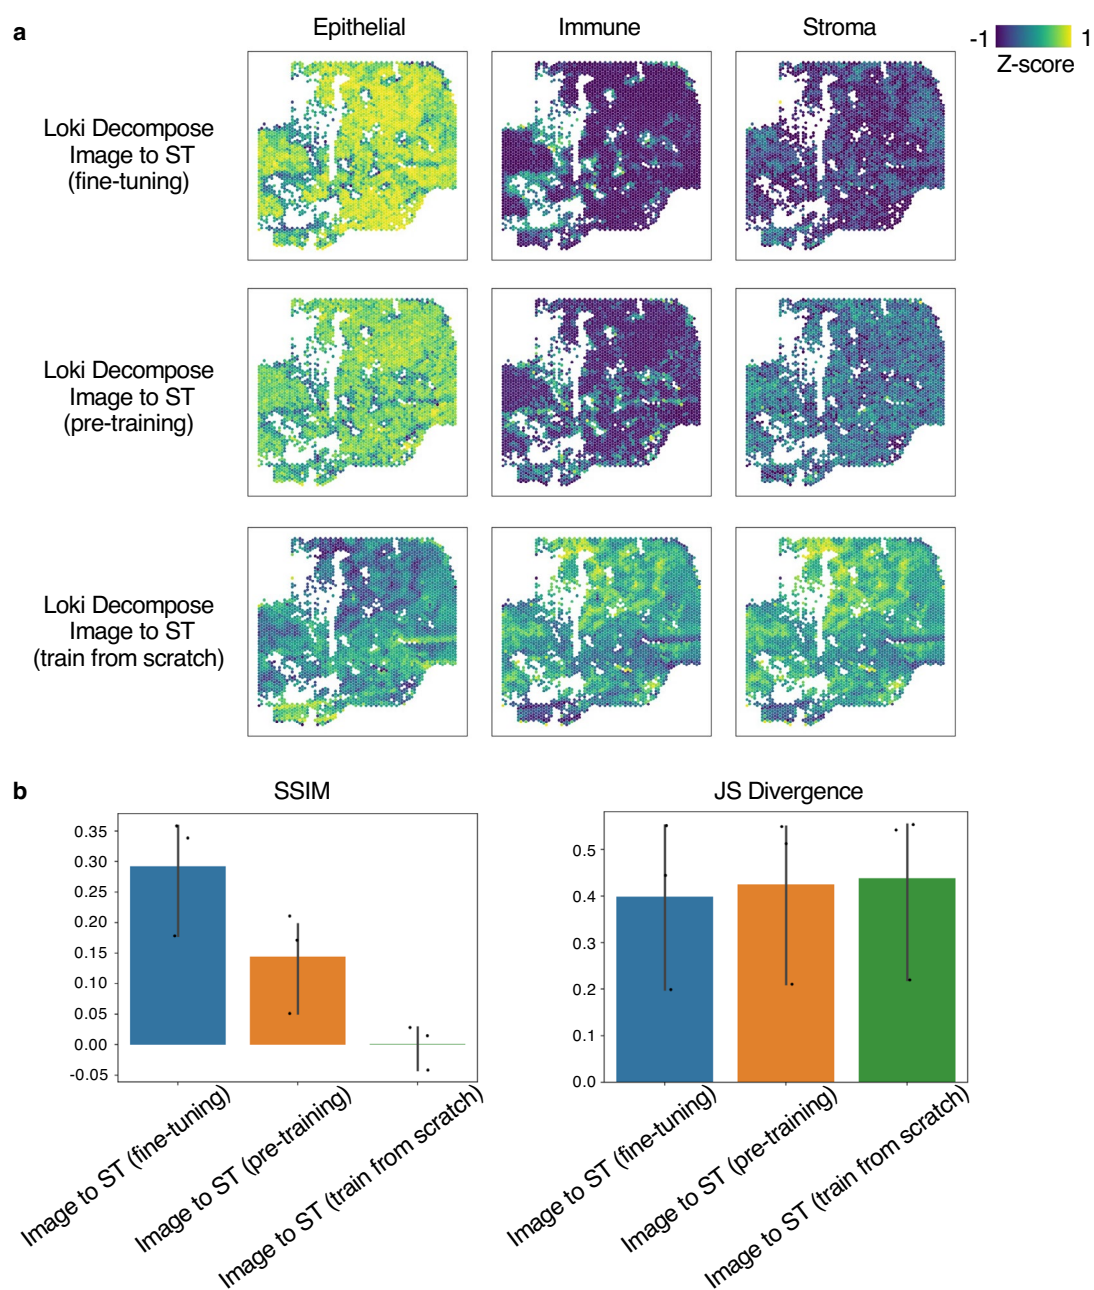 a
Epithelial
Immune
Stroma
-1
1
Z-score
Loki Decompose
Image to ST
(fine-tuning)
Loki Decompose
Image to ST
(pre-training)
Loki Decompose
Image to ST
(train from scratch)
b
SSIM
0.35
0.30
0.25
0.20
0.15
0.10
0.05
0.00
-0.05
Image to ST (fine-tuning)
Image to ST (pre-training)
Image to ST (train from scratch)
JS Divergence
0.5
0.4
0.3
0.2
0.1
0.0
Image to ST (fine-tuning)
Image to ST (pre-training)
Image to ST (train from scratch)